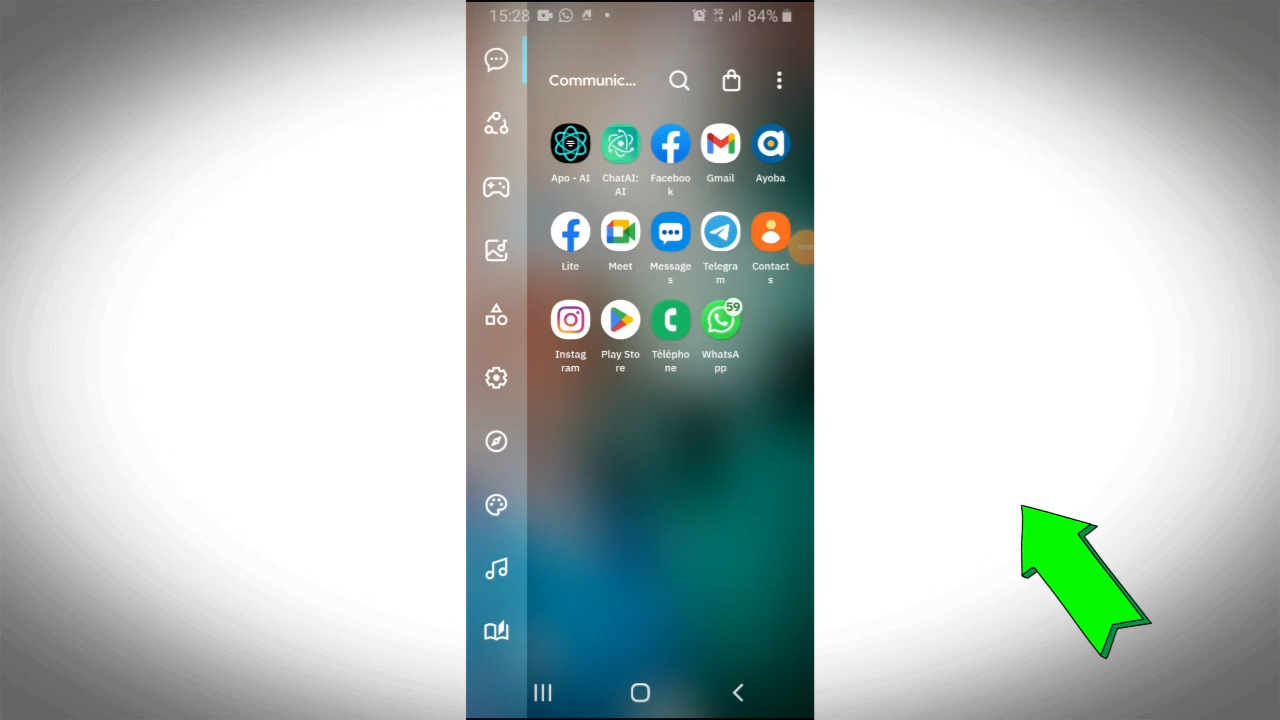 15:28 3G 84%
Communic...
Apo - AI ChatAI: Faceboo Gmail Ayoba
AI k
Lite Meet Message Telegra Contact
s m s
59
Instag Play Sto Télépho WhatsA
ram re ne pp